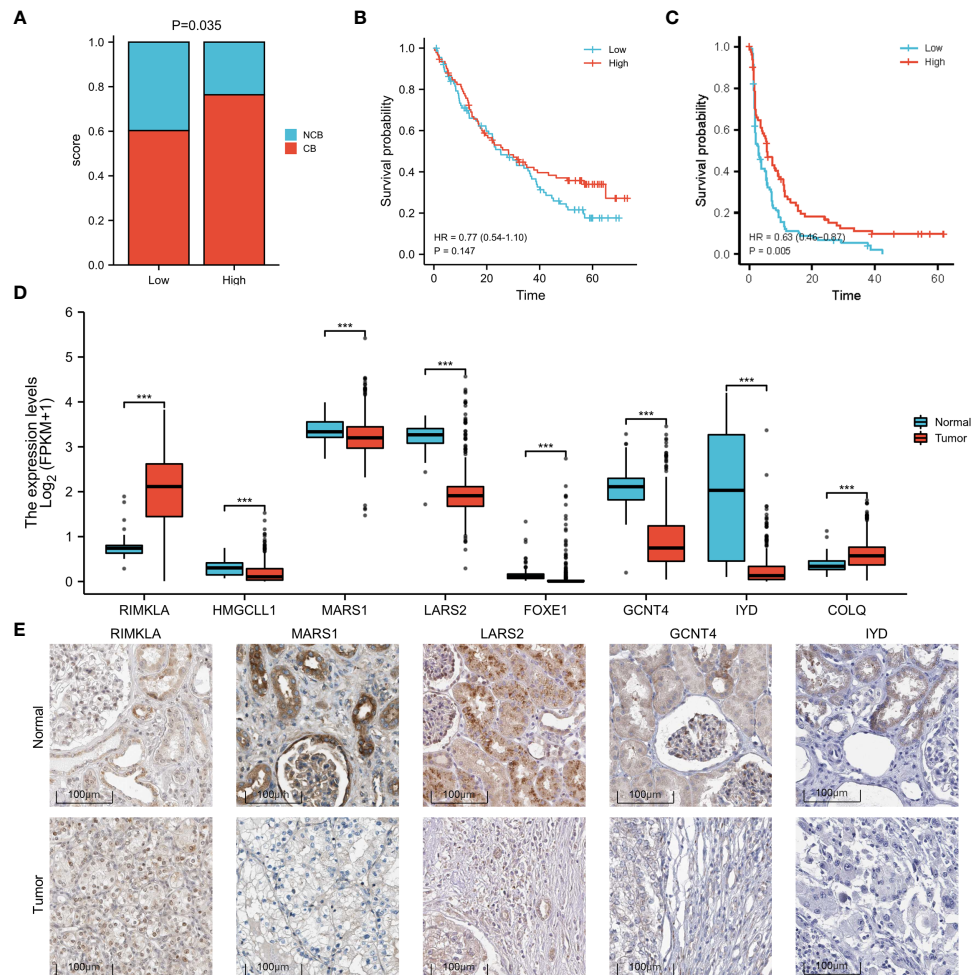 A
P=0.035
score
1.0
0.8
0.6
0.4
0.2
0.0
Low
High
NCB
CB
B
Survival probability
1.0
0.8
0.6
0.4
0.2
0.0
Low
High
HR = 0.77 (0.54-1.10)
P = 0.147
0
20
40
60
Time
C
Survival probability
1.0
0.8
0.6
0.4
0.2
0.0
Low
High
HR = 0.63 (0.46-0.87)
P = 0.005
0
20
40
60
Time
D
The expression levels
Log2 (FPKM+1)
6
5
4
3
2
1
0
***
***
***
***
***
***
***
***
Normal
Tumor
RIMKLA
HMGCLL1
MARS1
LARS2
FOXE1
GCNT4
IYD
COLQ
E
RIMKLA
MARS1
LARS2
GCNT4
IYD
Normal
100μm
100μm
100μm
100μm
100μm
Tumor
100μm
100μm
100μm
100μm
100μm